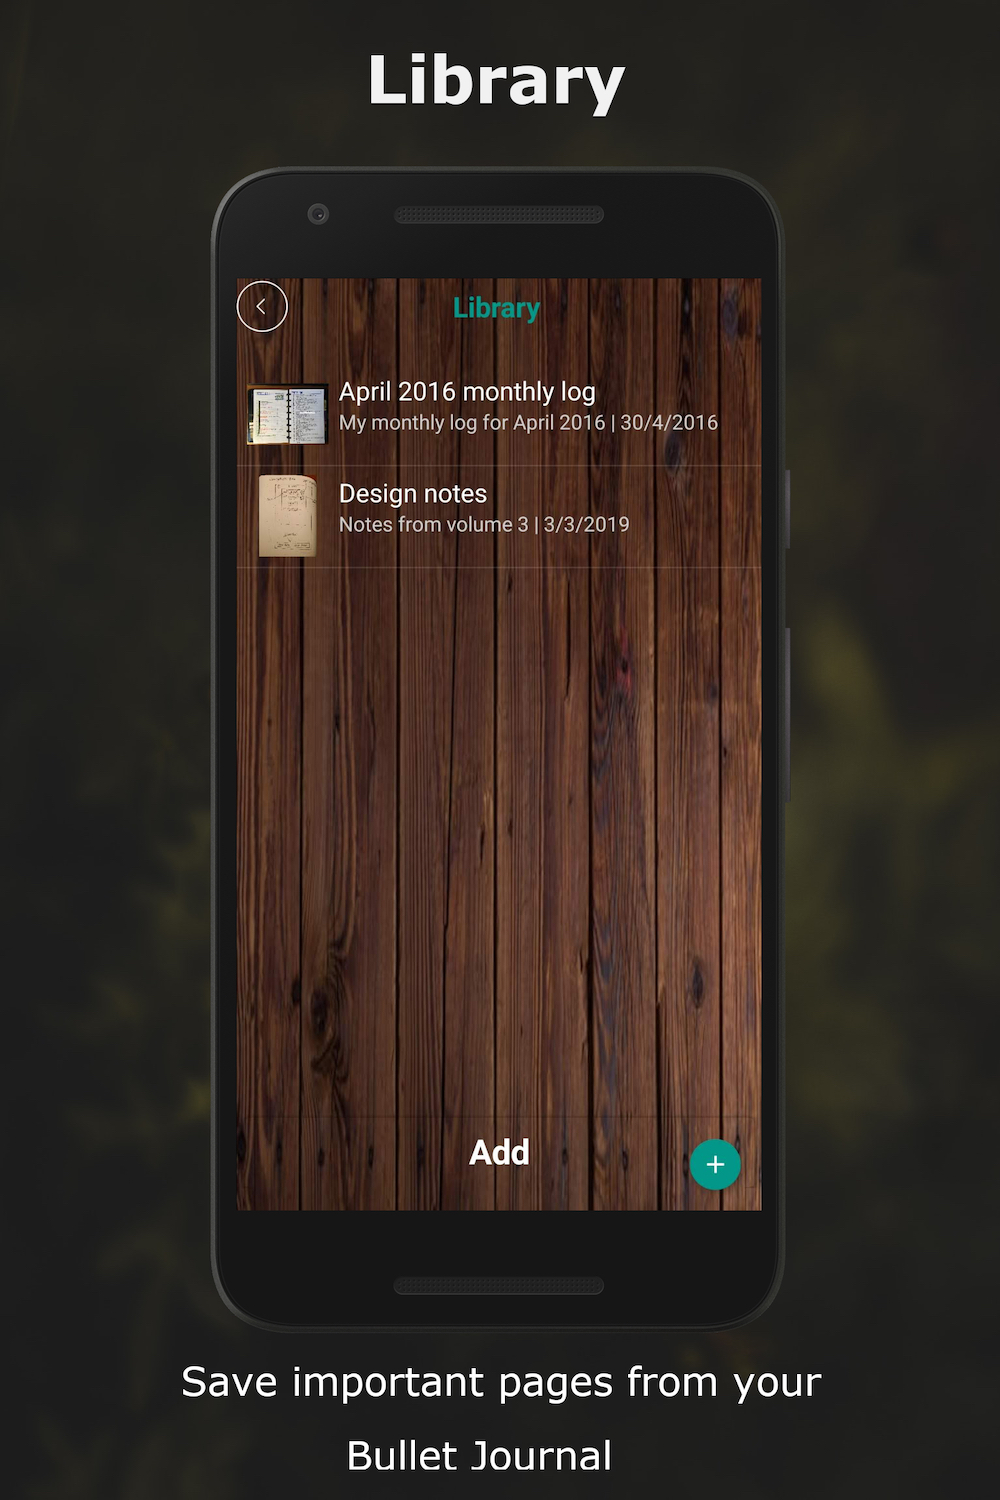 Library
Library
April 2016 monthly log
My monthly log for April 2016 | 30/4/2016
Design notes
Notes from volume 3 | 3/3/2019
Add
Save important pages from your
Bullet Journal